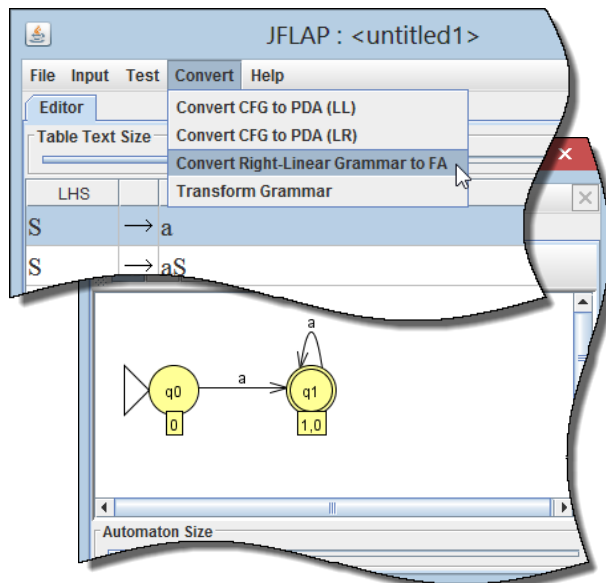 JFLAP : <untitled1>
File Input Test Convert Help
Editor
Convert CFG to PDA (LL)
Table Text Size
Convert CFG to PDA (LR)
Convert Right-Linear Grammar to FA
LHS
Transform Grammar
S → a
S → aS
a
q0 a q1
0 1,0
Automaton Size